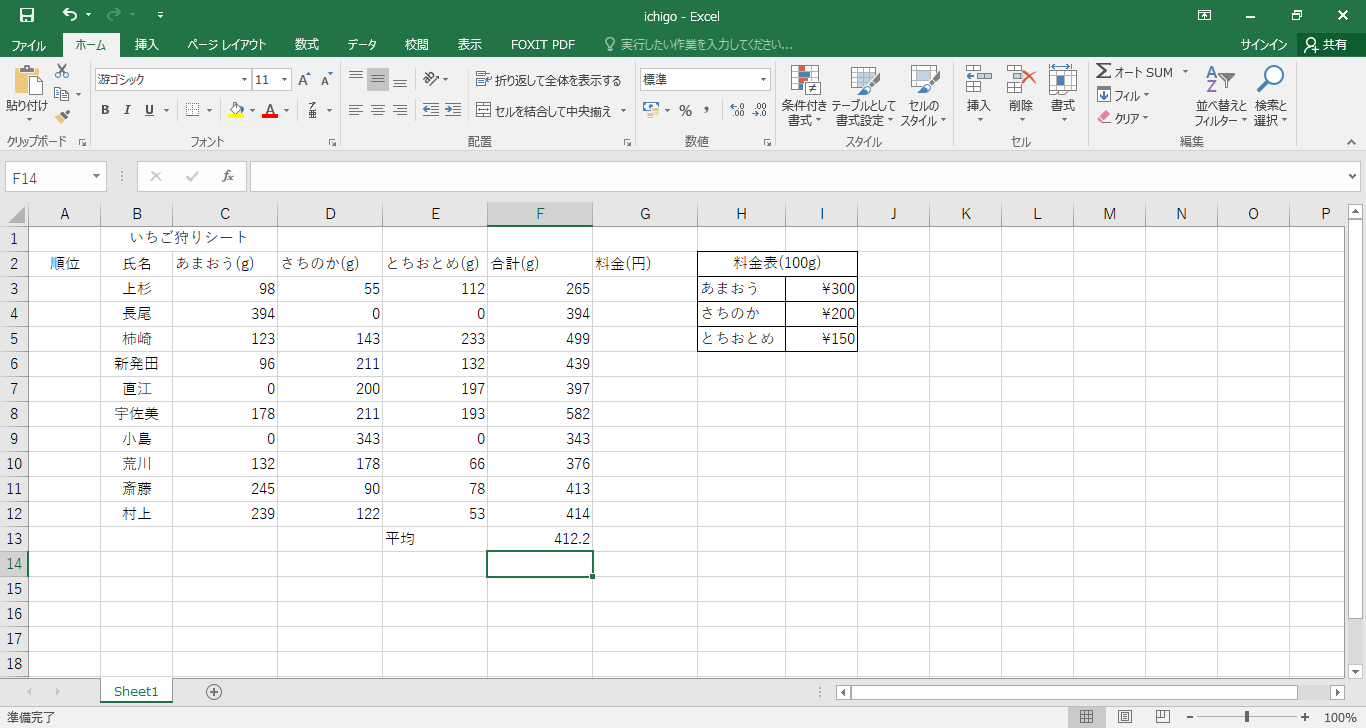 ichigo - Excel
ファイル ホーム 挿入 ページ レイアウト 数式 データ 校閲 表示 FOXIT PDF 実行したい作業を入力してください... サインイン 共有
貼り付け
クリップボード
游ゴシック 11 A A
B I U A 亜
フォント
折り返して全体を表示する
セルを結合して中央揃え
配置
標準
% , .0 .00 .00 .0
数値
条件付き書式
テーブルとして書式設定
セルのスタイル
スタイル
挿入 削除 書式
セル
Σ オート SUM
フィル
クリア
並べ替えとフィルター
検索と選択
編集
F14 fx
A B C D E F G H I J K L M N O P
1 いちご狩りシート
2 順位 氏名 あまおう(g) さちのか(g) とちおとめ(g) 合計(g) 料金(円) 料金表(100g)
3 上杉 98 55 112 265 あまおう ¥300
4 長尾 394 0 0 394 さちのか ¥200
5 柿崎 123 143 233 499 とちおとめ ¥150
6 新発田 96 211 132 439
7 直江 0 200 197 397
8 宇佐美 178 211 193 582
9 小島 0 343 0 343
10 荒川 132 178 66 376
11 斎藤 245 90 78 413
12 村上 239 122 53 414
13 平均 412.2
14
15
16
17
18
Sheet1
準備完了 100%